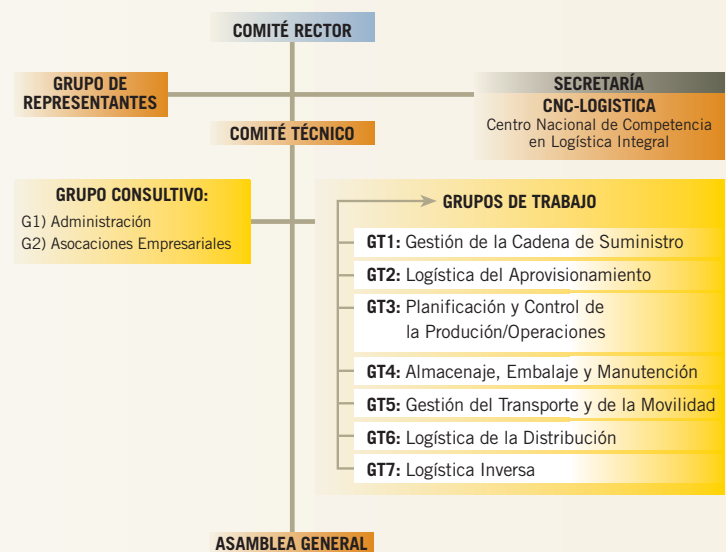 COMITÉ RECTOR
GRUPO DE
REPRESENTANTES
SECRETARÍA
CNC-LOGISTICA
Centro Nacional de Competencia
en Logística Integral
COMITÉ TÉCNICO
GRUPO CONSULTIVO:
G1) Administración
G2) Asocaciones Empresariales
GRUPOS DE TRABAJO
GT1: Gestión de la Cadena de Suministro
GT2: Logística del Aprovisionamiento
GT3: Planificación y Control de
la Produción/Operaciones
GT4: Almacenaje, Embalaje y Manutención
GT5: Gestión del Transporte y de la Movilidad
GT6: Logística de la Distribución
GT7: Logística Inversa
ASAMBLEA GENERAL